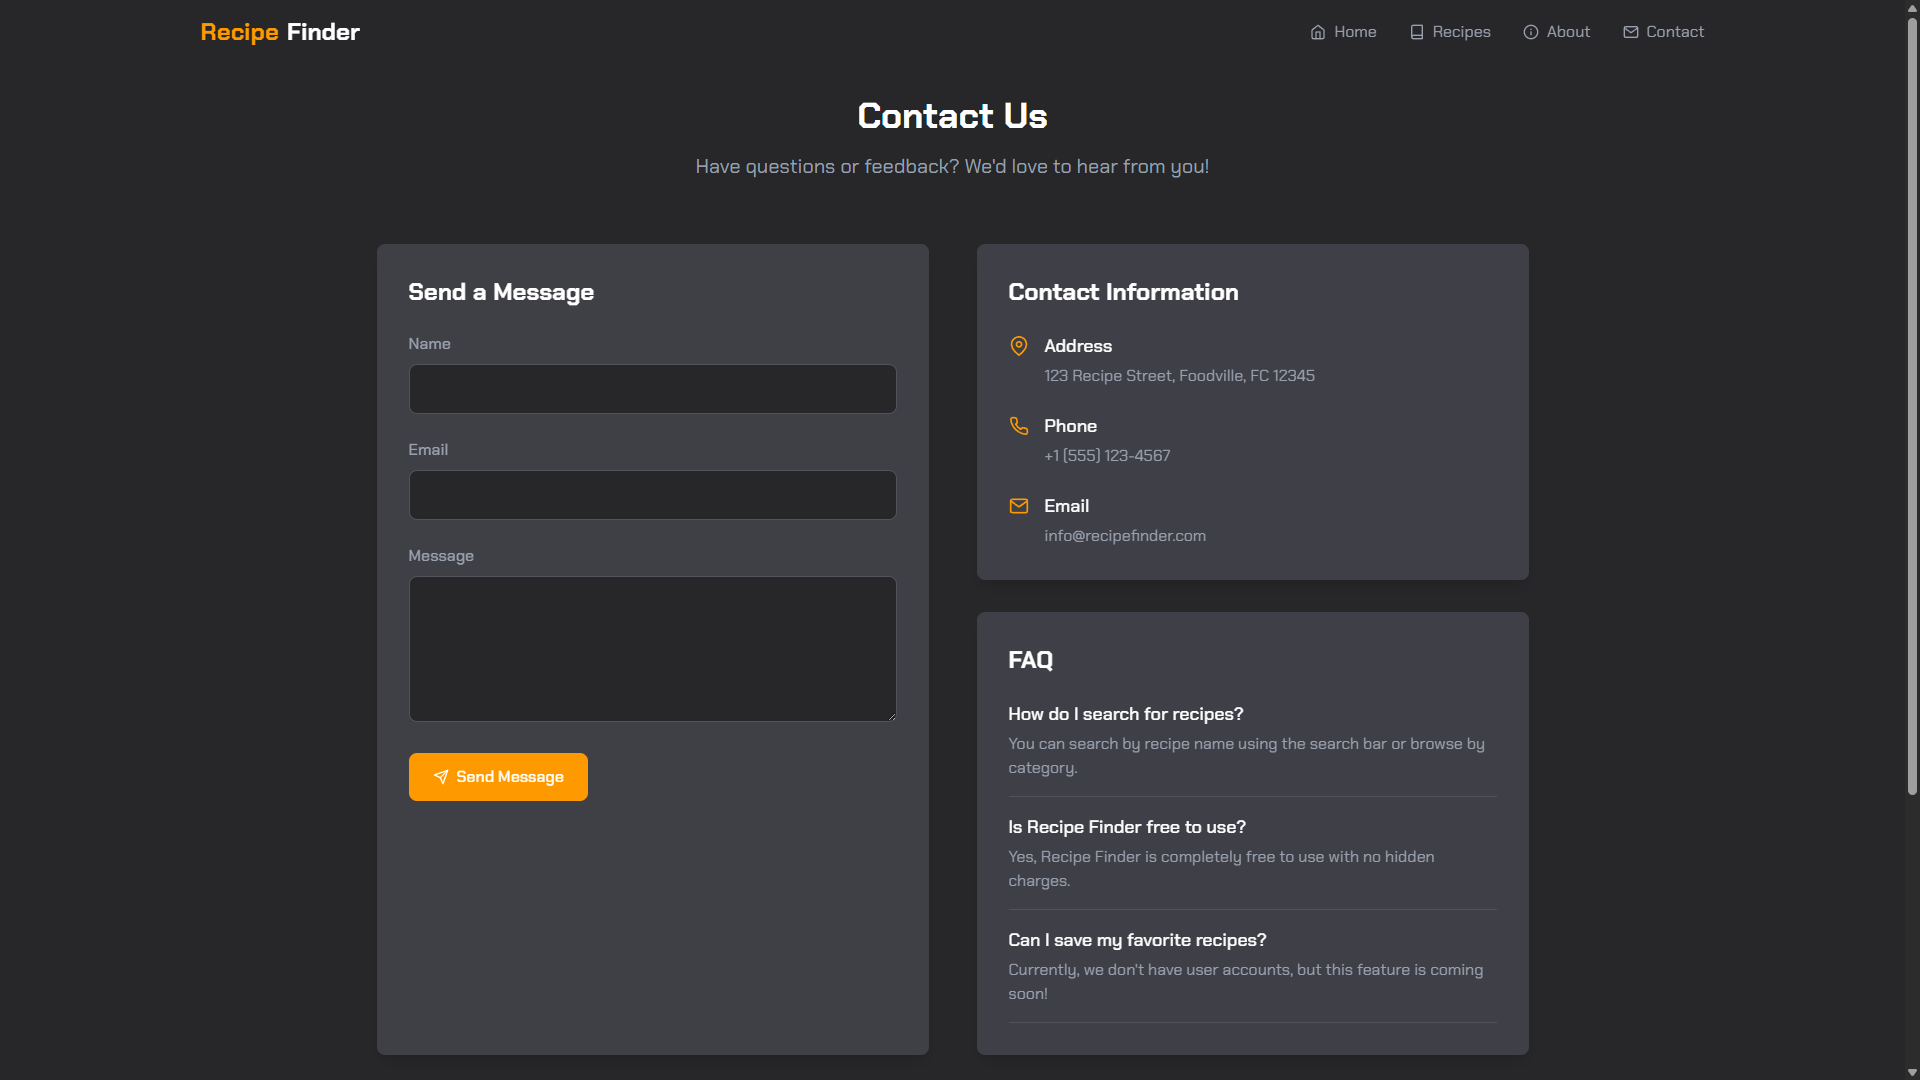 Recipe Finder
Home
Recipes
About
Contact
Contact Us
Have questions or feedback? We'd love to hear from you!
Send a Message
Name
Email
Message
Send Message
Contact Information
Address
123 Recipe Street, Foodville, FC 12345
Phone
+1 (555) 123-4567
Email
info@recipefinder.com
FAQ
How do I search for recipes?
You can search by recipe name using the search bar or browse by
category.
Is Recipe Finder free to use?
Yes, Recipe Finder is completely free to use with no hidden
charges.
Can I save my favorite recipes?
Currently, we don't have user accounts, but this feature is coming
soon!